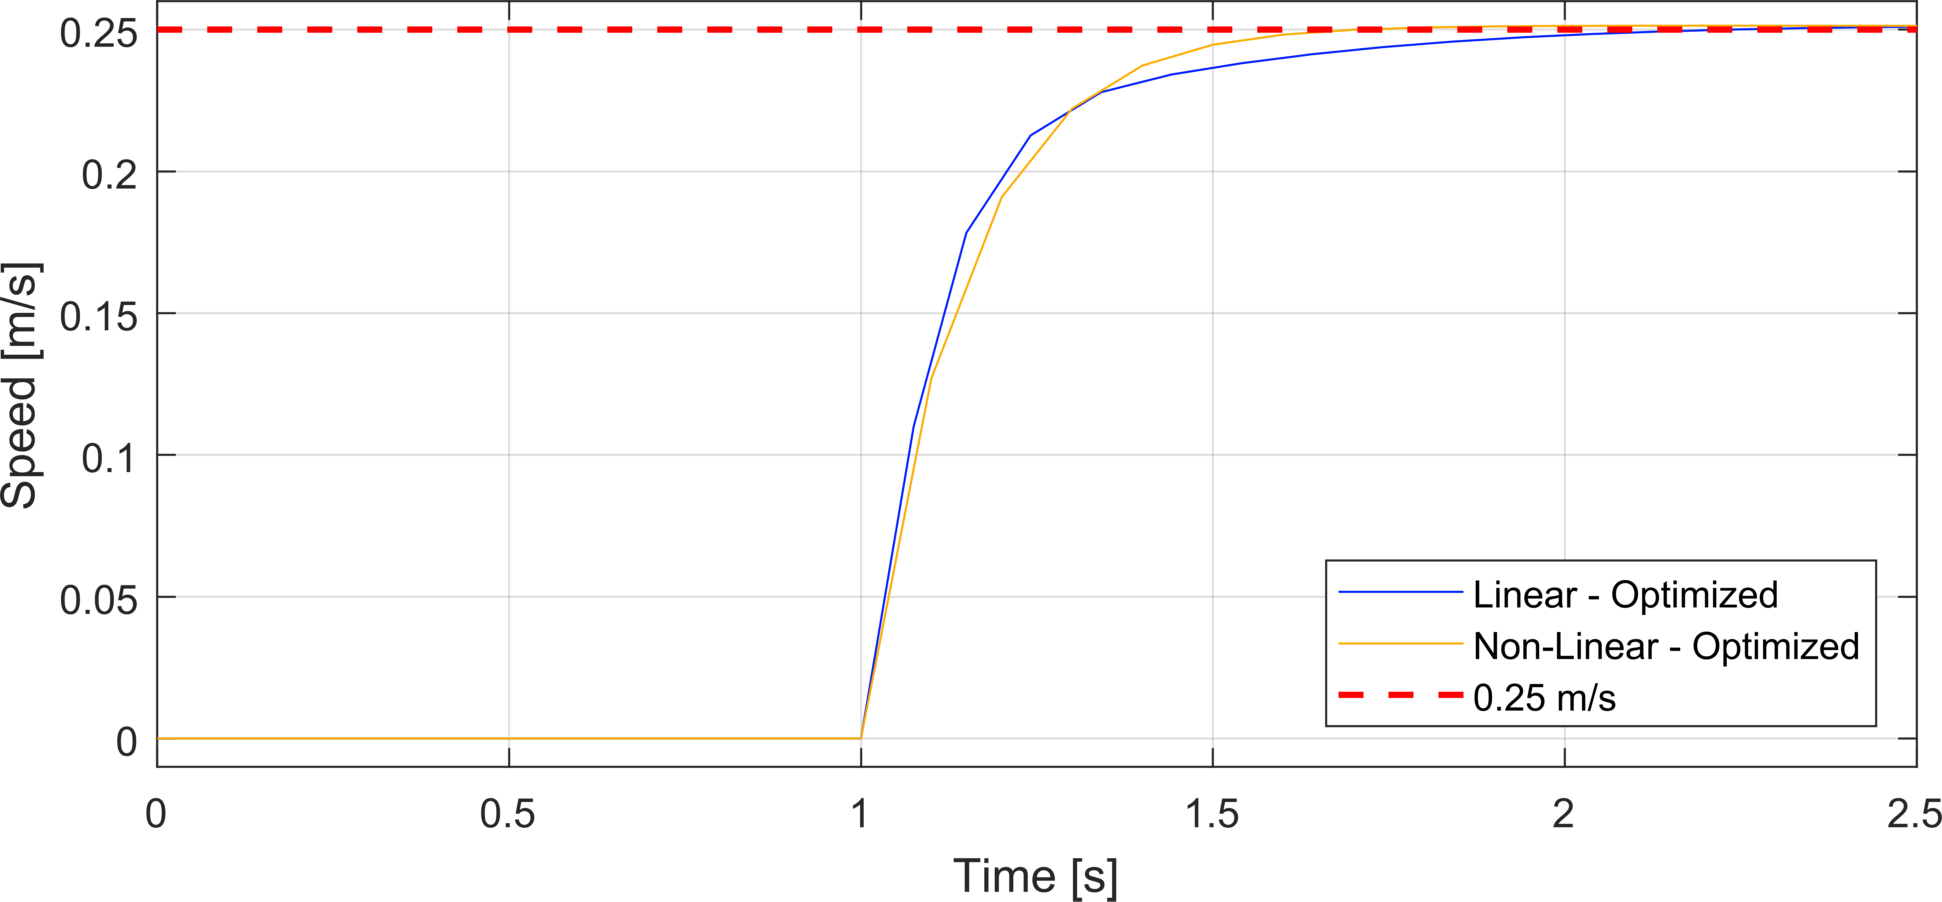 0.25
0.2
0.15
0.1
0.05
0
Speed [m/s]
0 0.5 1 1.5 2 2.5
Time [s]
Linear - Optimized
Non-Linear - Optimized
0.25 m/s